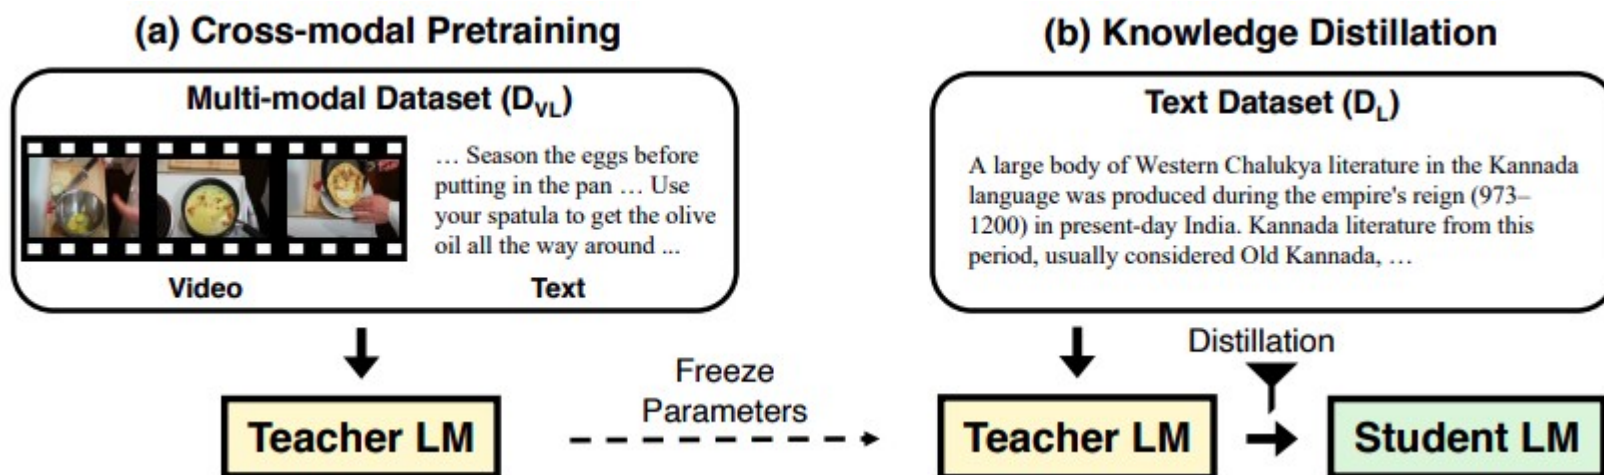 (a) Cross-modal Pretraining
Multi-modal Dataset (D_VL)
… Season the eggs before
putting in the pan … Use
your spatula to get the olive
oil all the way around ...
Video
Text
Teacher LM
Freeze
Parameters
(b) Knowledge Distillation
Text Dataset (D_L)
A large body of Western Chalukya literature in the Kannada
language was produced during the empire's reign (973–
1200) in present-day India. Kannada literature from this
period, usually considered Old Kannada, …
Distillation
Teacher LM
Student LM